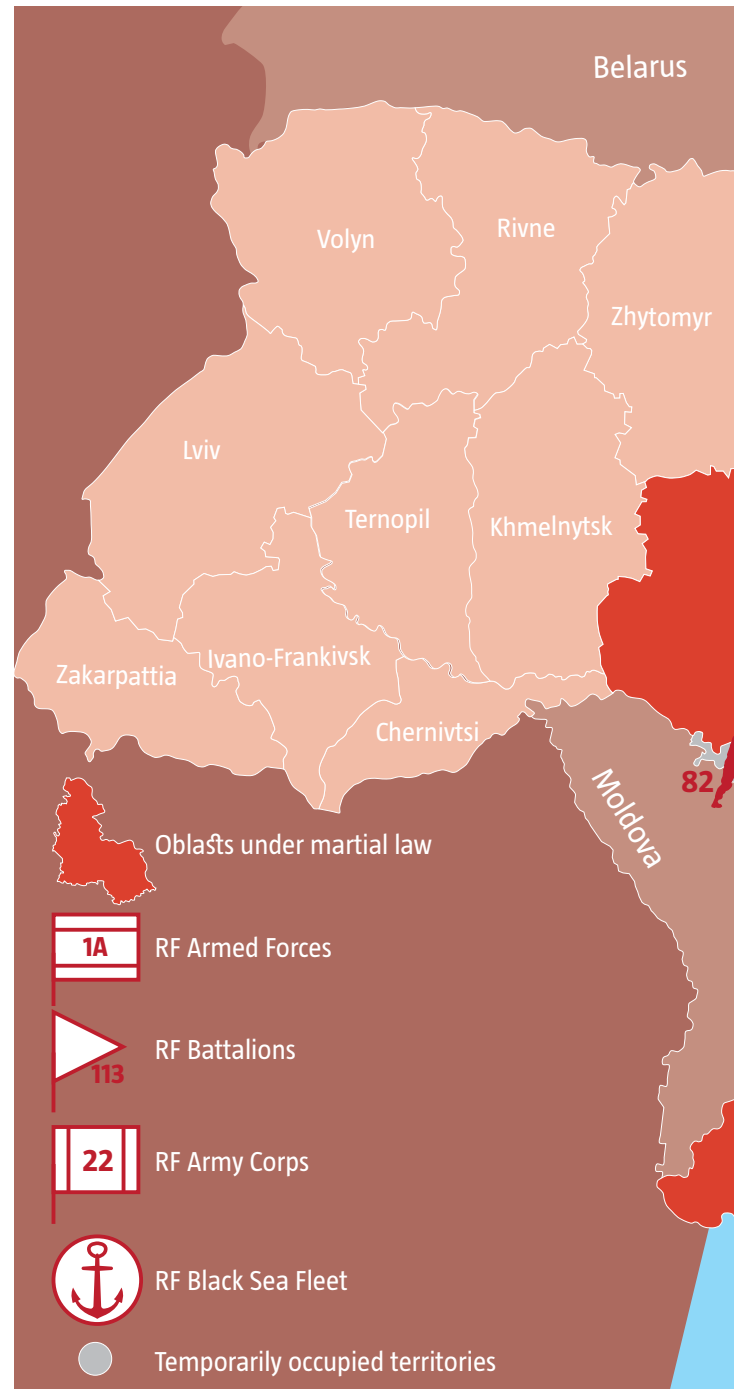 Belarus
Volyn
Rivne
Zhytomyr
Lviv
Ternopil
Khmelnytsk
Zakarpattia
Ivano-Frankivsk
Chernivtsi
82
Moldova
Oblasts under martial law
1A
RF Armed Forces
RF Battalions
113
22
RF Army Corps
RF Black Sea Fleet
Temporarily occupied territories